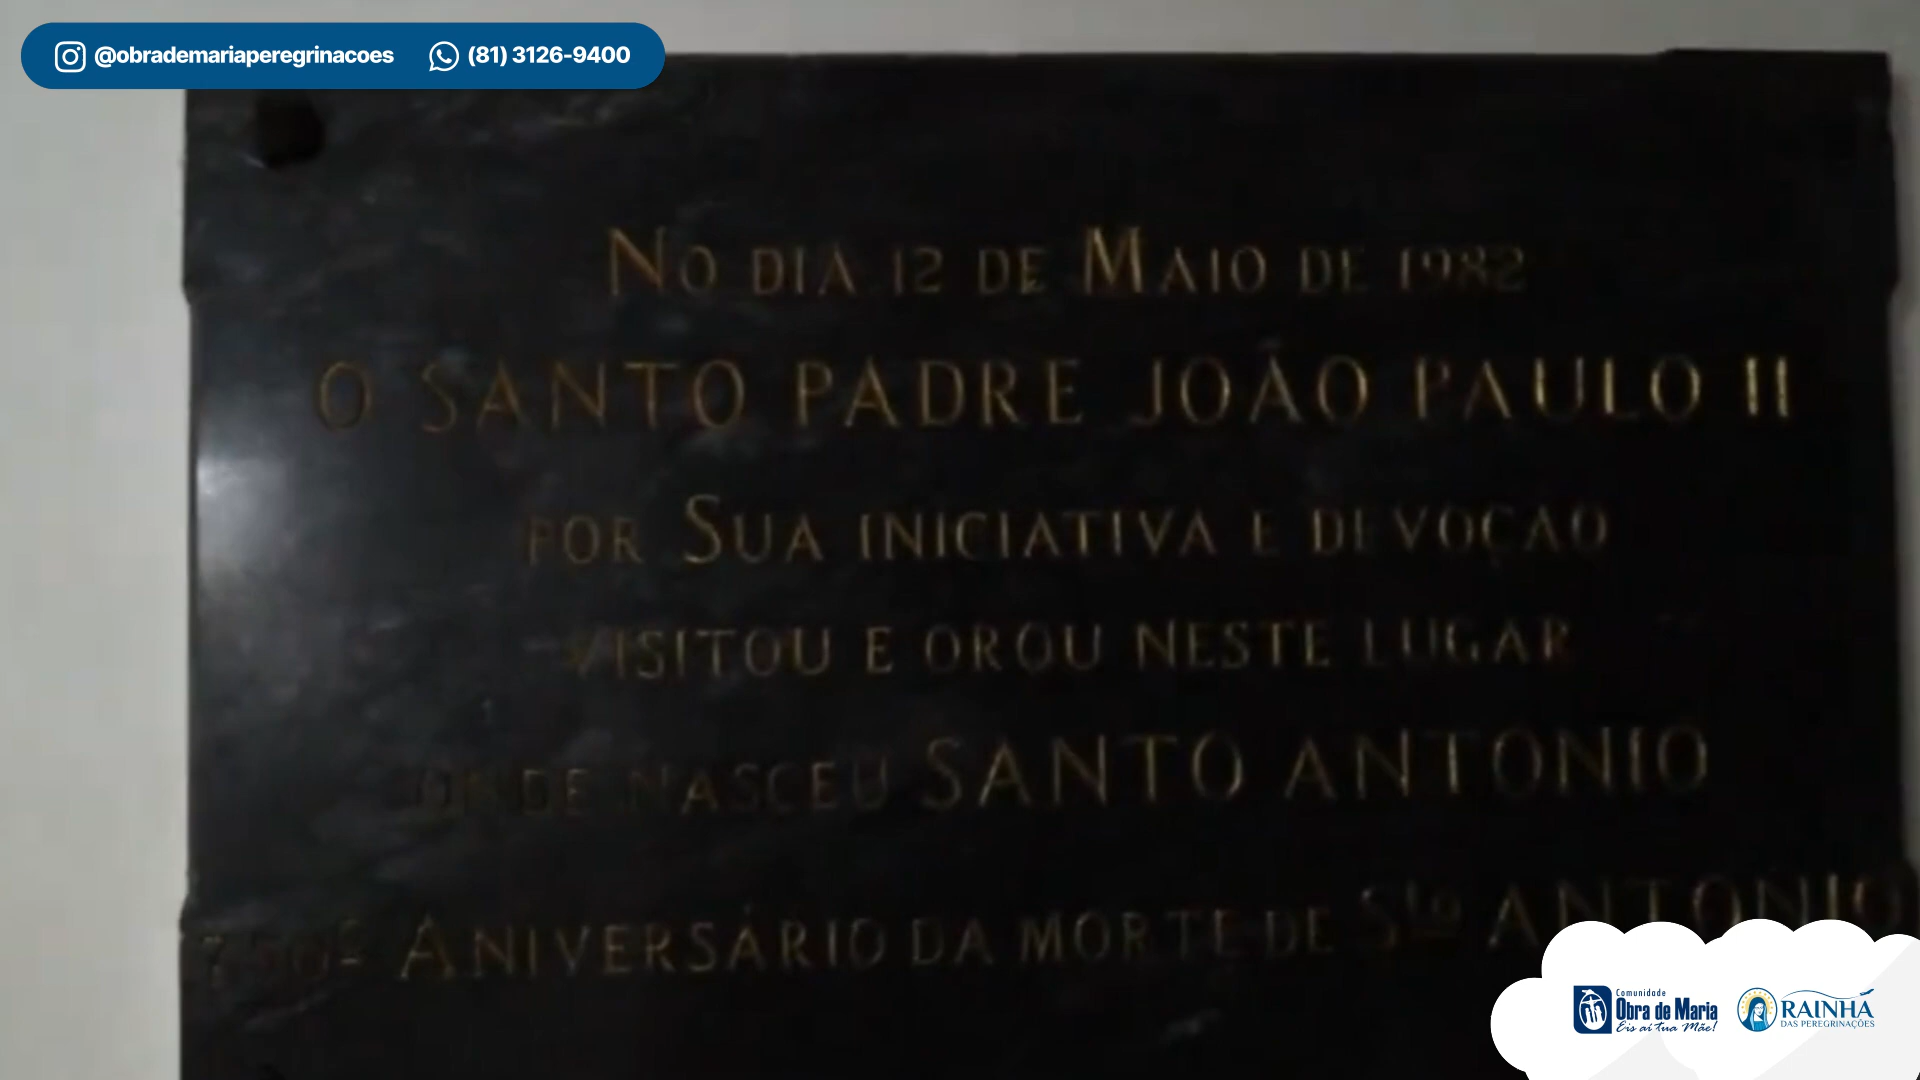 @obrademariaperegrinacoes (81) 3126-9400
No dia 12 de Maio de 1982
O SANTO PADRE JOÃO PAULO II
por Sua iniciativa e devoção
visitou e orou neste lugar
onde nasceu SANTO ANTONIO
750º Aniversário da morte de Sto Antonio
Comunidade
Obra de Maria
Eis aí tua Mãe!
RAINHA
DAS PEREGRINAÇÕES